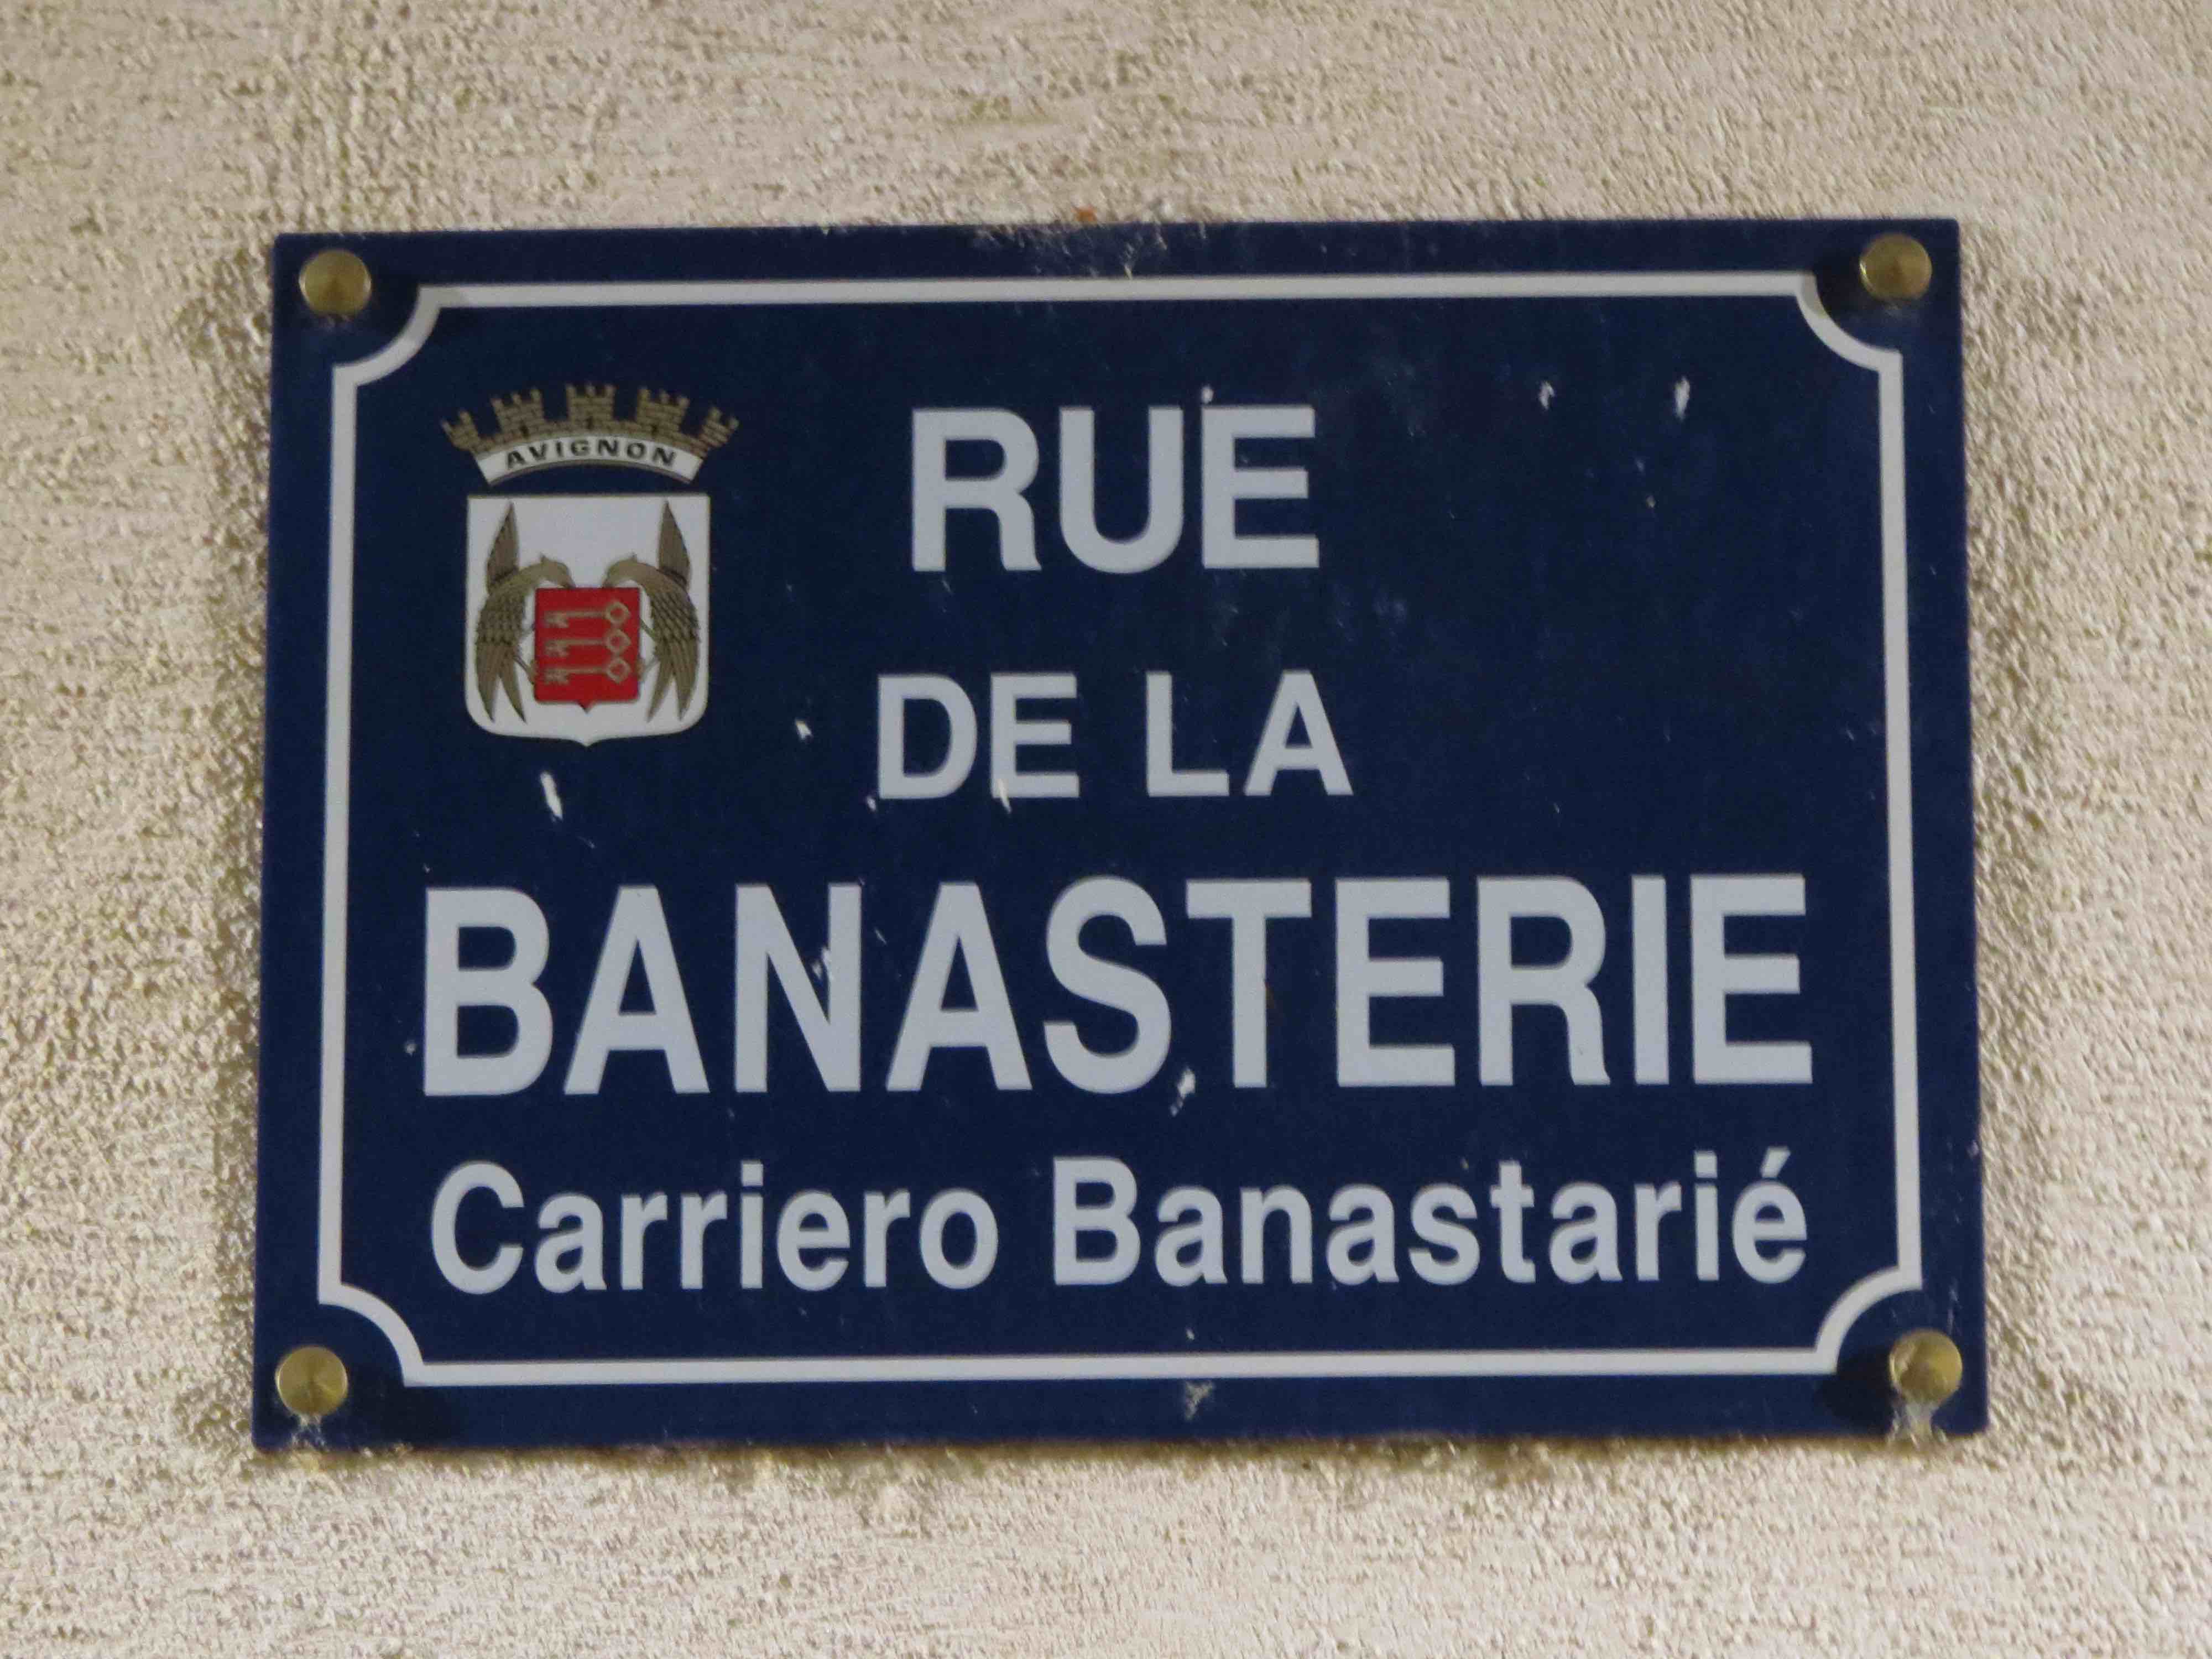 AVIGNON
RUE
DE LA
BANASTERIE
Carriero Banastarié